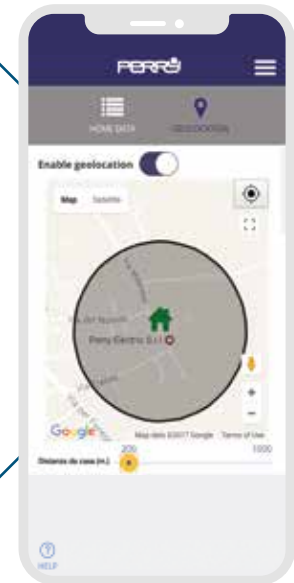 PERRY
HOME DATA
GEOLOCATION
Enable geolocation
Map
Satellite
Perry Electric S.r.l
Google
Map data ©2017 Google
Terms of Use
200
1000
Distanza da casa (m.)
HELP